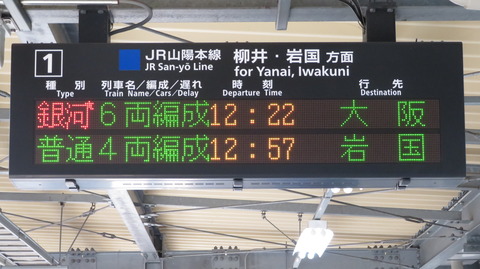 1
JR山陽本線 柳井・岩国 方面
JR San-yō Line for Yanai, Iwakuni
種別 列車名／編成／遅れ 時刻 行先
Type Train Name/Cars/Delay Departure Time Destination
銀河 6両編成 12:22 大阪
普通 4両編成 12:57 岩国